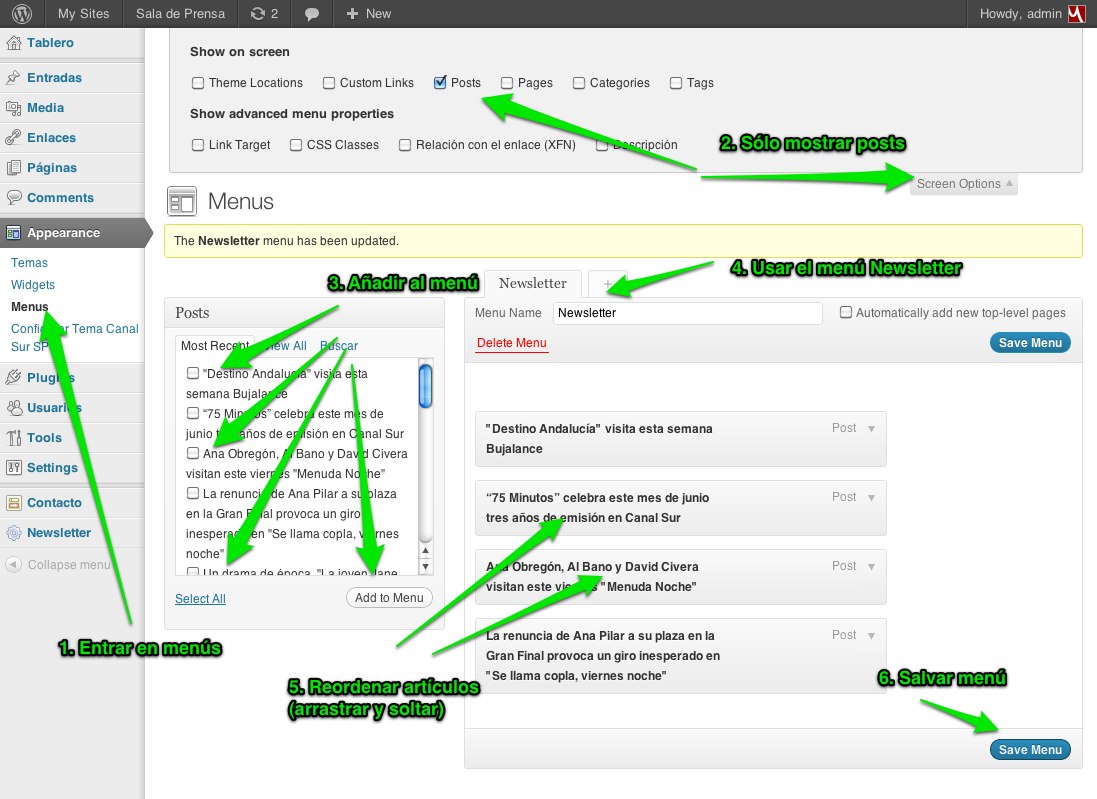 My Sites Sala de Prensa 2 New Howdy, admin
Tablero
Entradas
Media
Enlaces
Páginas
Comments
Appearance
Temas
Widgets
Menus
Configurar Tema Canal
Sur SP
Plugins
Usuarios
Tools
Settings
Contacto
Newsletter
Collapse menu
1. Entrar en menús
Show on screen
Theme Locations Custom Links Posts Pages Categories Tags
Show advanced menu properties
Link Target CSS Classes Relación con el enlace (XFN) Descripción
2. Sólo mostrar posts
Screen Options
Menus
The Newsletter menu has been updated.
3. Añadir al menú
Newsletter +
4. Usar el menú Newsletter
Posts
Most Recent View All Buscar
"Destino Andalucía" visita esta
semana Bujalance
“75 Minutos” celebra este mes de
junio tres años de emisión en Canal Sur
Ana Obregón, Al Bano y David Civera
visitan este viernes "Menuda Noche"
La renuncia de Ana Pilar a su plaza
en la Gran Final provoca un giro
inesperado en "Se llama copla, viernes
noche"
Un drama de época, "La joven Jane
Select All Add to Menu
Menu Name Newsletter Automatically add new top-level pages
Delete Menu Save Menu
"Destino Andalucía" visita esta semana Post
Bujalance
“75 Minutos” celebra este mes de junio Post
tres años de emisión en Canal Sur
Ana Obregón, Al Bano y David Civera Post
visitan este viernes "Menuda Noche"
La renuncia de Ana Pilar a su plaza en la Post
Gran Final provoca un giro inesperado en
"Se llama copla, viernes noche"
5. Reordenar artículos
(arrastrar y soltar)
6. Salvar menú
Save Menu